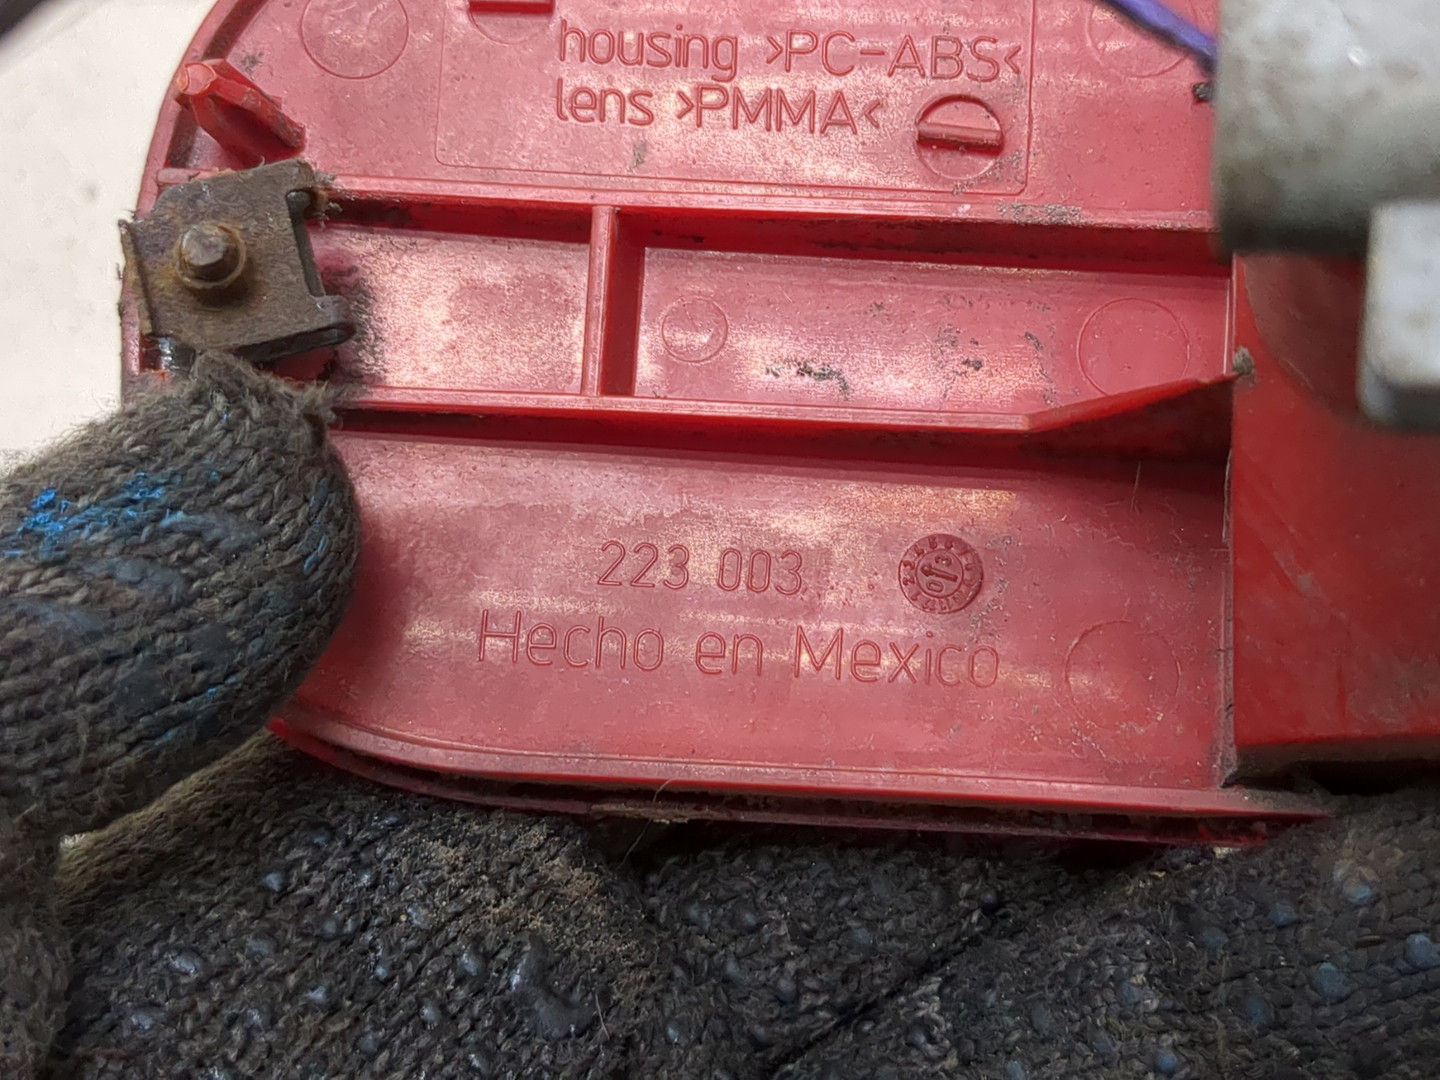 housing >PC-ABS<
lens >PMMA<
223 003
Hecho en Mexico